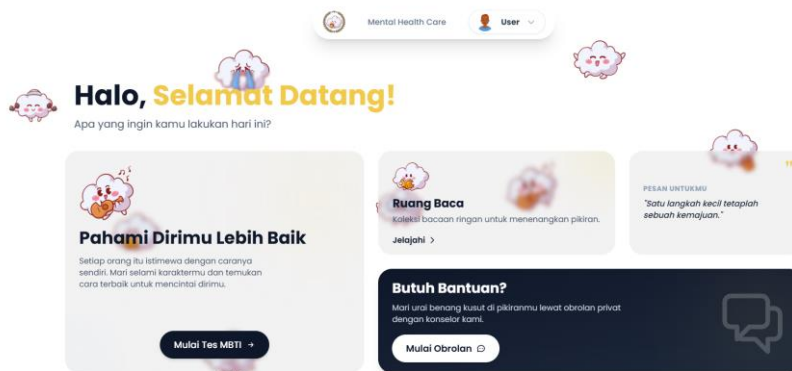 Mental Health Care
User
Halo, Selamat Datang!
Apa yang ingin kamu lakukan hari ini?
Pahami Dirimu Lebih Baik
Setiap orang itu istimewa dengan caranya
sendiri. Mari selami karaktermu dan temukan
cara terbaik untuk mencintai dirimu.
Mulai Tes MBTI →
Ruang Baca
Koleksi bacaan ringan untuk menenangkan pikiran.
Jelajahi >
PESAN UNTUKMU
"Satu langkah kecil tetaplah
sebuah kemajuan."
Butuh Bantuan?
Mari urai benang kusut di pikiranmu lewat obrolan privat
dengan konselor kami.
Mulai Obrolan